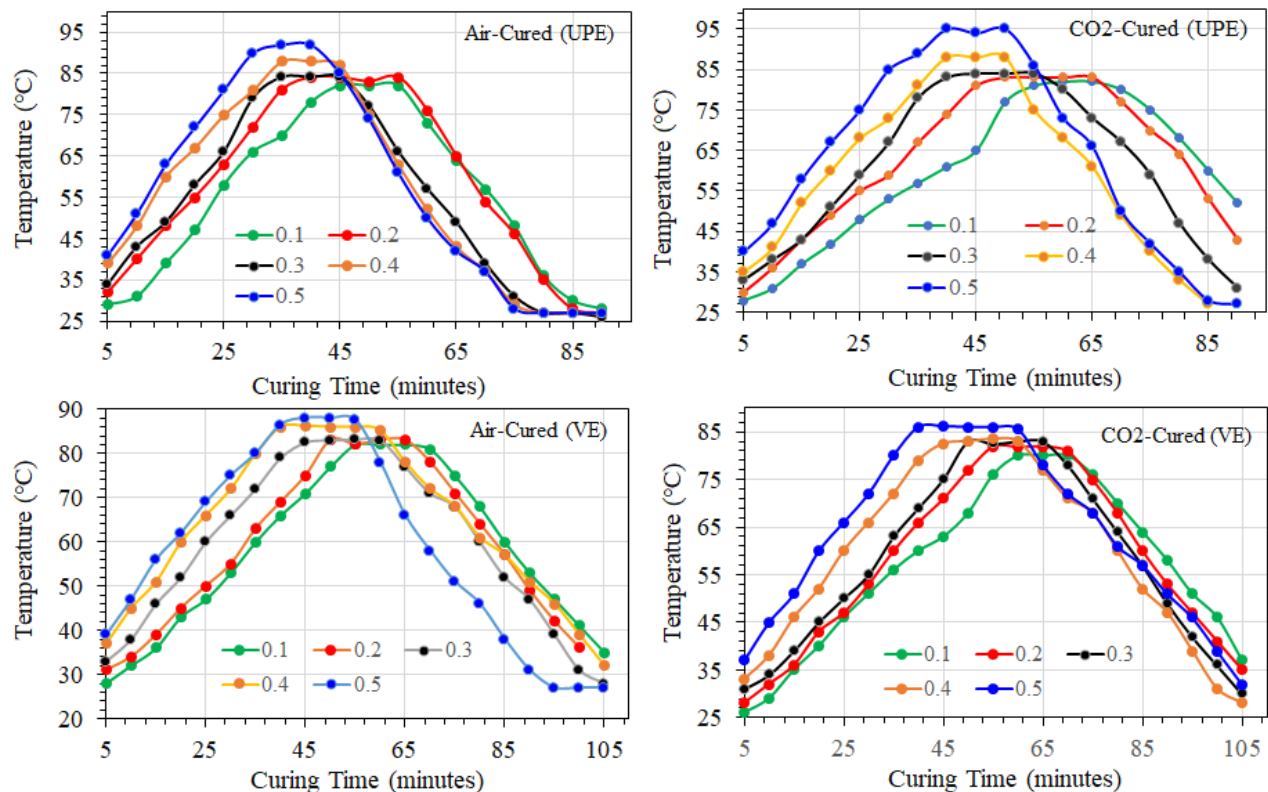 Air-Cured (UPE)
Temperature (°C)
95
85
75
65
55
45
35
25
0.1 0.2
0.3 0.4
0.5
5 25 45 65 85
Curing Time (minutes)
CO2-Cured (UPE)
Temperature (°C)
95
85
75
65
55
45
35
25
0.1 0.2
0.3 0.4
0.5
5 25 45 65 85
Curing Time (minutes)
Air-Cured (VE)
Temperature (°C)
90
80
70
60
50
40
30
20
0.1 0.2 0.3
0.4 0.5
5 25 45 65 85 105
Curing Time (minutes)
CO2-Cured (VE)
Temperature (°C)
85
75
65
55
45
35
25
0.1 0.2 0.3
0.4 0.5
5 25 45 65 85 105
Curing Time (minutes)